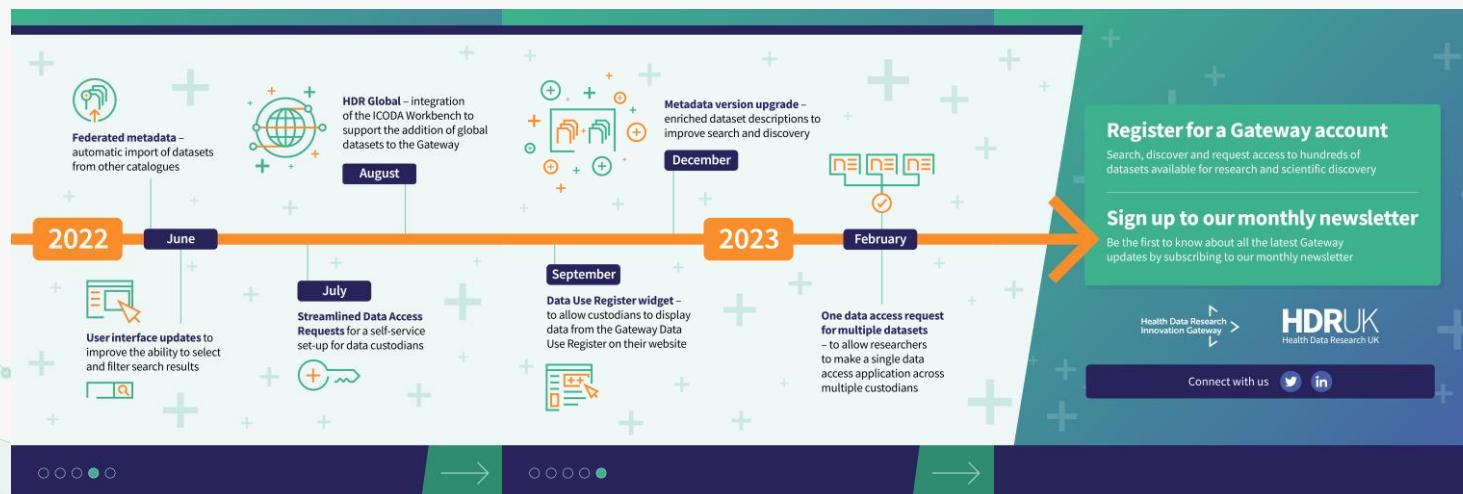 Federated metadata –
automatic import of datasets
from other catalogues
HDR Global – integration
of the ICODA Workbench to
support the addition of global
datasets to the Gateway
August
Metadata version upgrade –
enriched dataset descriptions to
improve search and discovery
December
2022
June
2023
February
User interface updates to
improve the ability to select
and filter search results
July
Streamlined Data Access
Requests for a self-service
set-up for data custodians
September
Data Use Register widget –
to allow custodians to display
data from the Gateway Data
Use Register on their website
One data access request
for multiple datasets
– to allow researchers
to make a single data
access application across
multiple custodians
Register for a Gateway account
Search, discover and request access to hundreds of
datasets available for research and scientific discovery
Sign up to our monthly newsletter
Be the first to know about all the latest Gateway
updates by subscribing to our monthly newsletter
Health Data Research
Innovation Gateway
HDRUK
Health Data Research UK
Connect with us
in